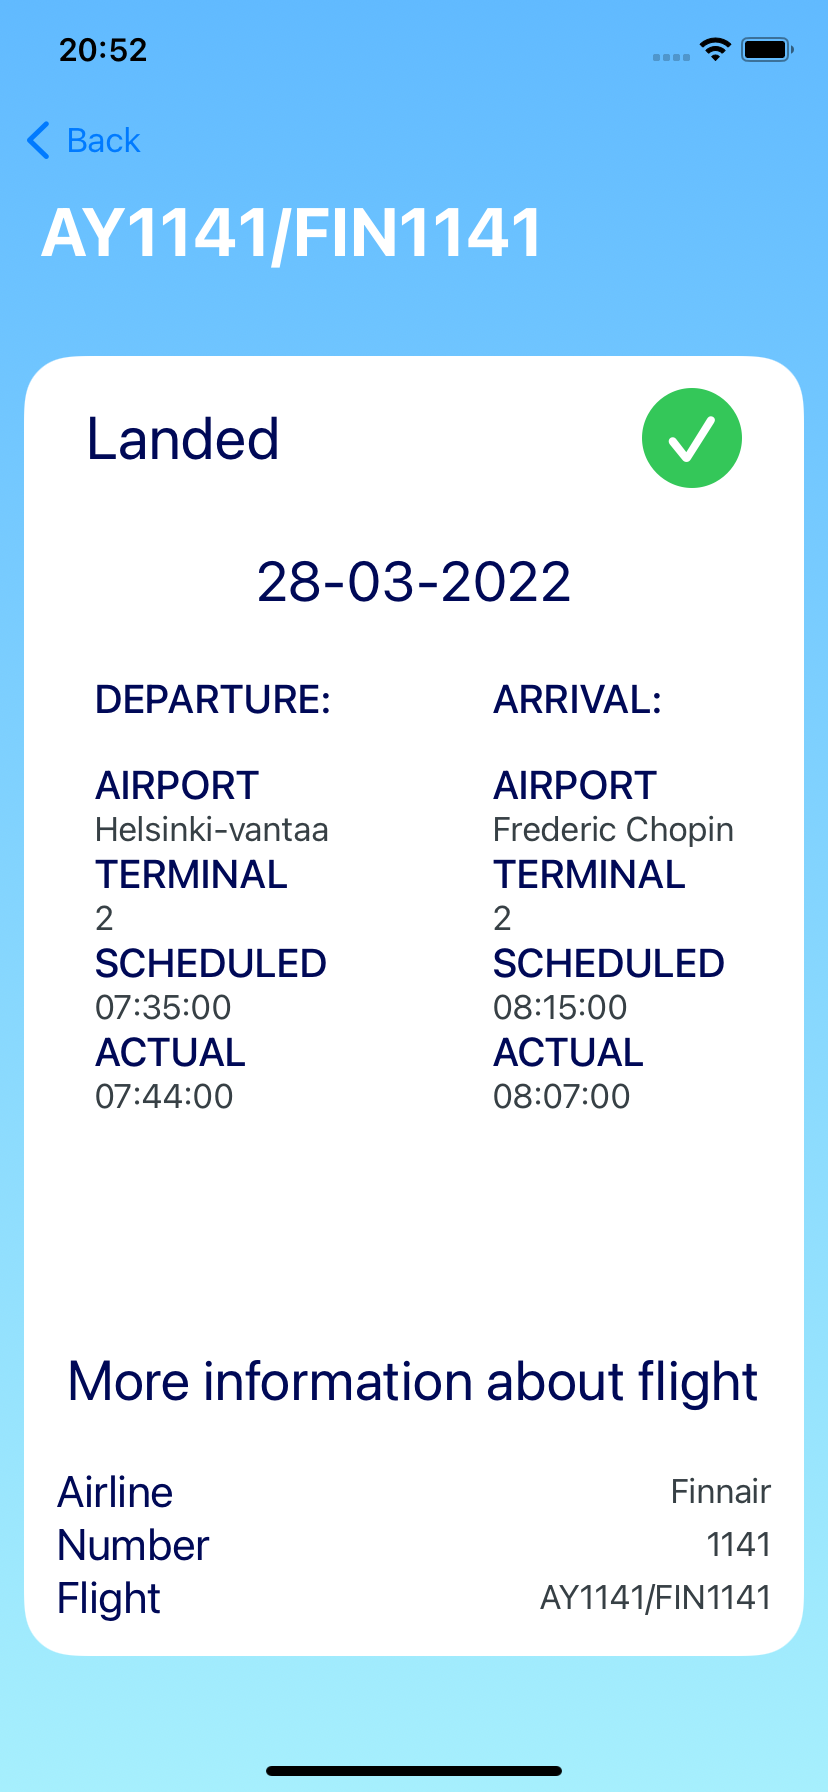 20:52
Back
AY1141/FIN1141
Landed
28-03-2022
DEPARTURE:
AIRPORT
Helsinki-vantaa
TERMINAL
2
SCHEDULED
07:35:00
ACTUAL
07:44:00
ARRIVAL:
AIRPORT
Frederic Chopin
TERMINAL
2
SCHEDULED
08:15:00
ACTUAL
08:07:00
More information about flight
Airline Finnair
Number 1141
Flight AY1141/FIN1141